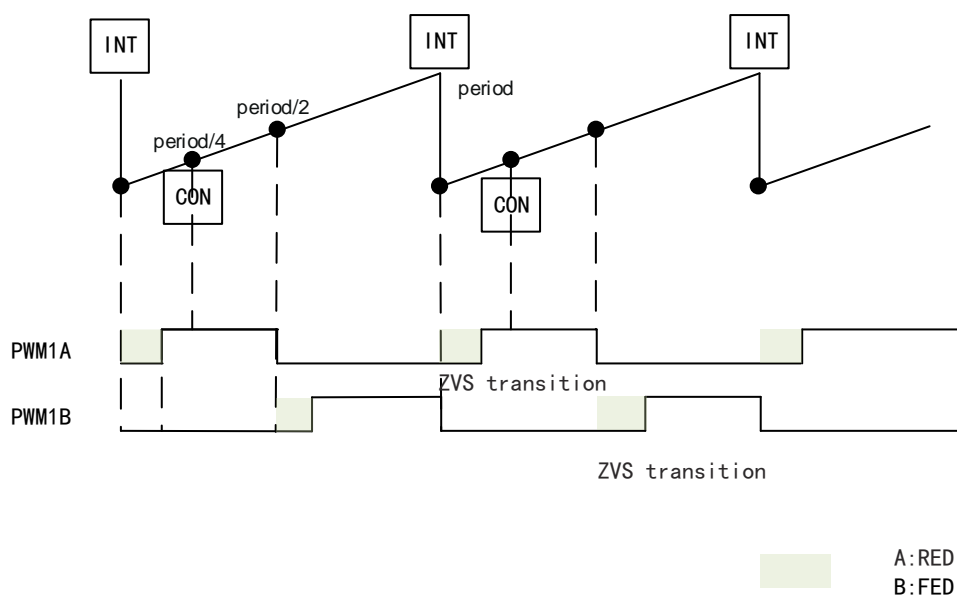 INT
INT
INT
period
period/2
period/4
CON
CON
PWM1A
ZVS transition
PWM1B
ZVS transition
A:RED
B:FED